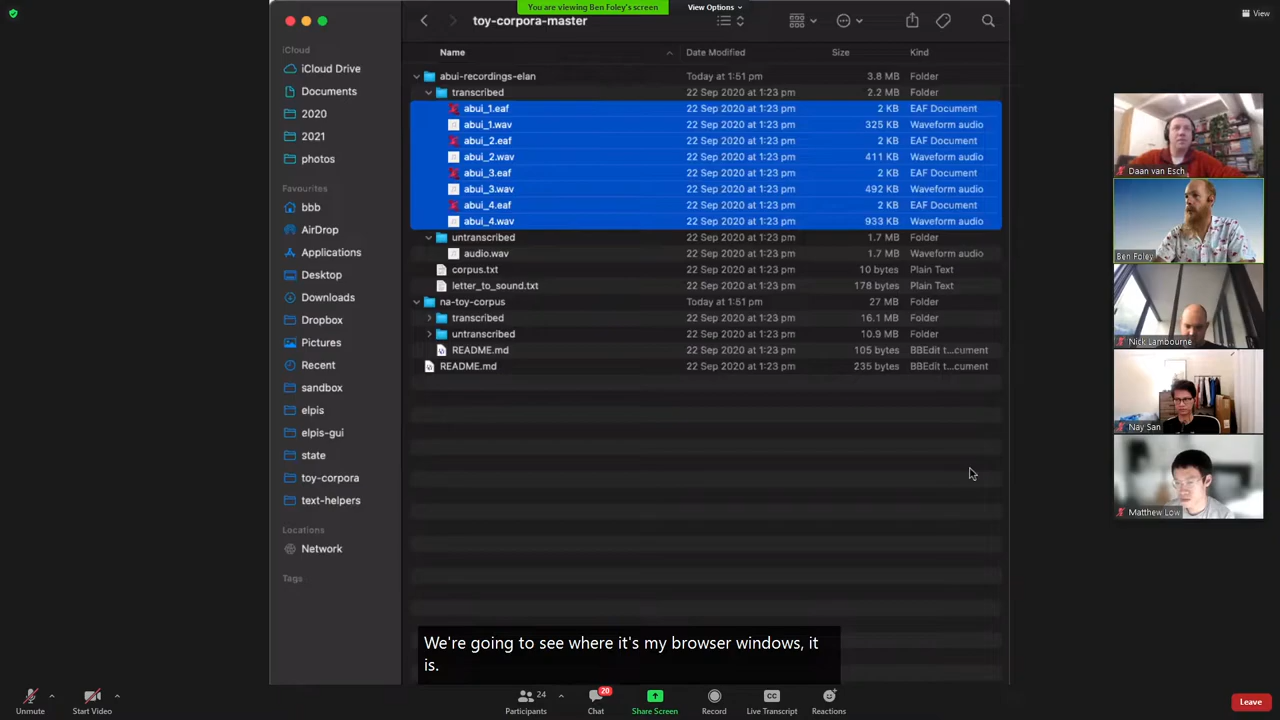 You are viewing Ben Foley's screen
View Options
View
toy-corpora-master
iCloud
iCloud Drive
Documents
2020
2021
photos
Favourites
bbb
AirDrop
Applications
Desktop
Downloads
Dropbox
Pictures
Recent
sandbox
elpis
elpis-gui
state
toy-corpora
text-helpers
Locations
Network
Tags
Name Date Modified Size Kind
abui-recordings-elan Today at 1:51 pm 3.8 MB Folder
transcribed 22 Sep 2020 at 1:23 pm 2.2 MB Folder
abui_1.eaf 22 Sep 2020 at 1:23 pm 2 KB EAF Document
abui_1.wav 22 Sep 2020 at 1:23 pm 325 KB Waveform audio
abui_2.eaf 22 Sep 2020 at 1:23 pm 2 KB EAF Document
abui_2.wav 22 Sep 2020 at 1:23 pm 411 KB Waveform audio
abui_3.eaf 22 Sep 2020 at 1:23 pm 2 KB EAF Document
abui_3.wav 22 Sep 2020 at 1:23 pm 492 KB Waveform audio
abui_4.eaf 22 Sep 2020 at 1:23 pm 2 KB EAF Document
abui_4.wav 22 Sep 2020 at 1:23 pm 933 KB Waveform audio
untranscribed 22 Sep 2020 at 1:23 pm 1.7 MB Folder
audio.wav 22 Sep 2020 at 1:23 pm 1.7 MB Waveform audio
corpus.txt 22 Sep 2020 at 1:23 pm 10 bytes Plain Text
letter_to_sound.txt 22 Sep 2020 at 1:23 pm 178 bytes Plain Text
na-toy-corpus Today at 1:51 pm 27 MB Folder
transcribed 22 Sep 2020 at 1:23 pm 16.1 MB Folder
untranscribed 22 Sep 2020 at 1:23 pm 10.9 MB Folder
README.md 22 Sep 2020 at 1:23 pm 105 bytes BBEdit t...cument
README.md 22 Sep 2020 at 1:23 pm 235 bytes BBEdit t...cument
Daan van Esch
Ben Foley
Nick Lambourne
Nay San
Matthew Low
We're going to see where it's my browser windows, it
is.
Unmute
Start Video
Participants 24
Chat 20
Share Screen
Record
CC
Live Transcript
Reactions
Leave